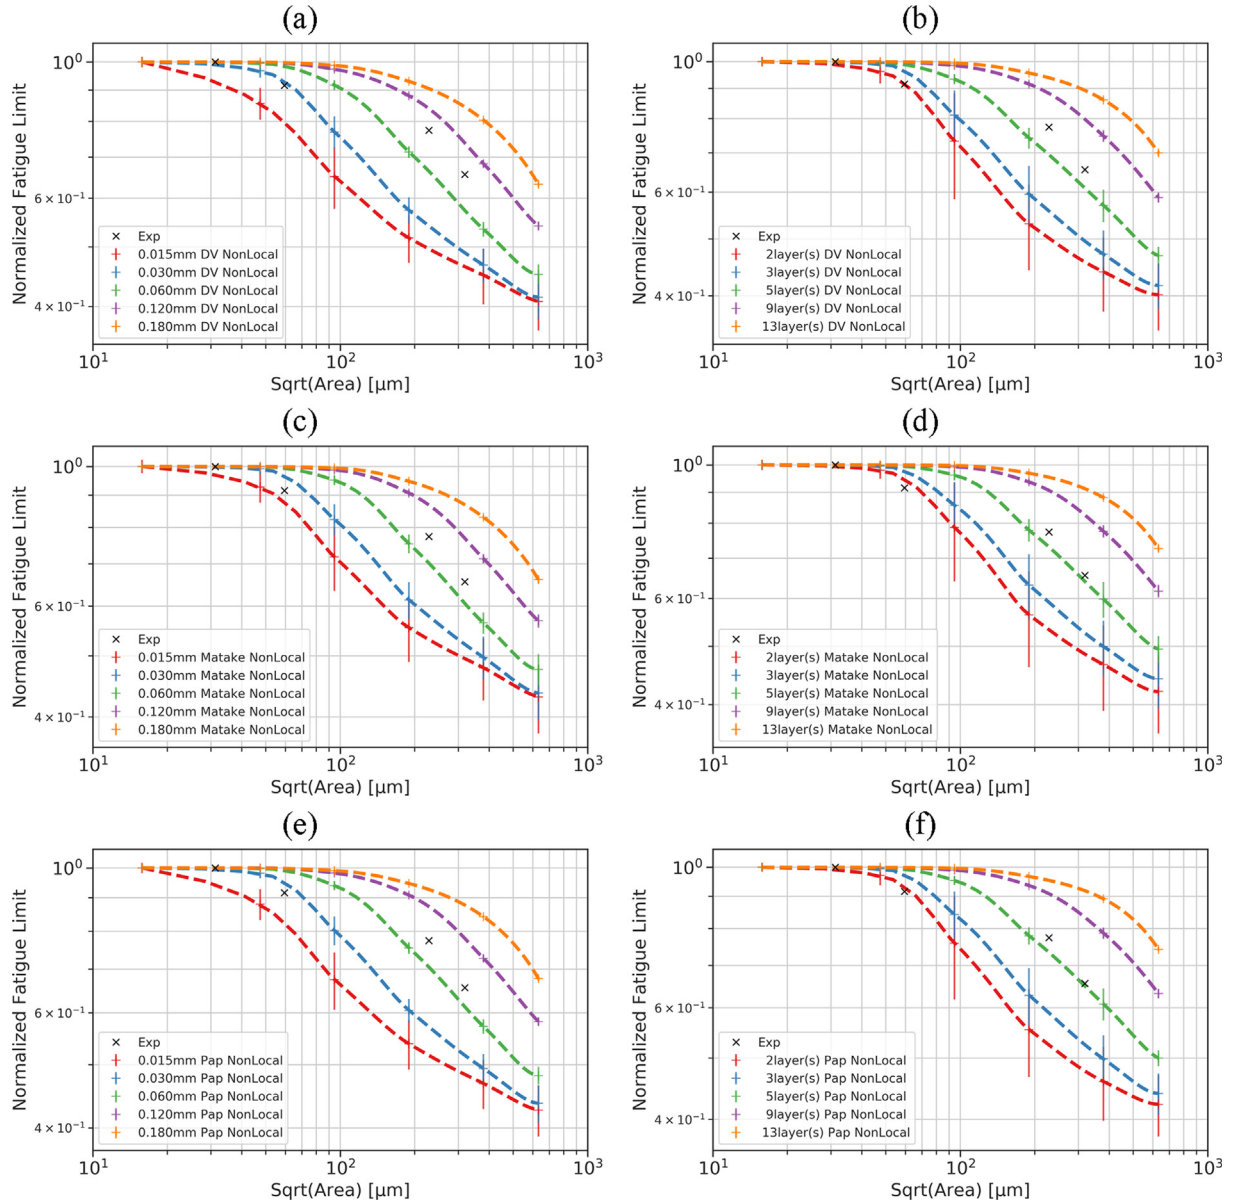 (a)
Normalized Fatigue Limit
10⁰
6 × 10⁻¹
4 × 10⁻¹
Exp
0.015mm DV NonLocal
0.030mm DV NonLocal
0.060mm DV NonLocal
0.120mm DV NonLocal
0.180mm DV NonLocal
10¹ 10² 10³
Sqrt(Area) [μm]
(b)
Normalized Fatigue Limit
10⁰
6 × 10⁻¹
4 × 10⁻¹
Exp
2layer(s) DV NonLocal
3layer(s) DV NonLocal
5layer(s) DV NonLocal
9layer(s) DV NonLocal
13layer(s) DV NonLocal
10¹ 10² 10³
Sqrt(Area) [μm]
(c)
Normalized Fatigue Limit
10⁰
6 × 10⁻¹
4 × 10⁻¹
Exp
0.015mm Matake NonLocal
0.030mm Matake NonLocal
0.060mm Matake NonLocal
0.120mm Matake NonLocal
0.180mm Matake NonLocal
10¹ 10² 10³
Sqrt(Area) [μm]
(d)
Normalized Fatigue Limit
10⁰
6 × 10⁻¹
4 × 10⁻¹
Exp
2layer(s) Matake NonLocal
3layer(s) Matake NonLocal
5layer(s) Matake NonLocal
9layer(s) Matake NonLocal
13layer(s) Matake NonLocal
10¹ 10² 10³
Sqrt(Area) [μm]
(e)
Normalized Fatigue Limit
10⁰
6 × 10⁻¹
4 × 10⁻¹
Exp
0.015mm Pap NonLocal
0.030mm Pap NonLocal
0.060mm Pap NonLocal
0.120mm Pap NonLocal
0.180mm Pap NonLocal
10¹ 10² 10³
Sqrt(Area) [μm]
(f)
Normalized Fatigue Limit
10⁰
6 × 10⁻¹
4 × 10⁻¹
Exp
2layer(s) Pap NonLocal
3layer(s) Pap NonLocal
5layer(s) Pap NonLocal
9layer(s) Pap NonLocal
13layer(s) Pap NonLocal
10¹ 10² 10³
Sqrt(Area) [μm]